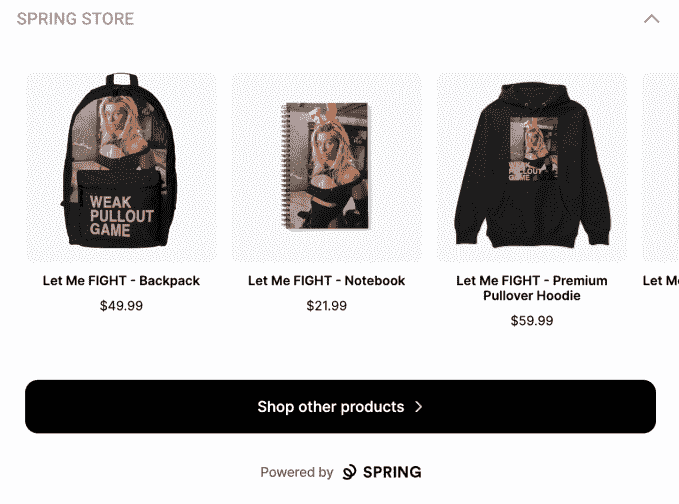 SPRING STORE
WEAK
PULLOUT
GAME
WEAK
PULLOUT
GAME
Let Me FIGHT - Backpack
$49.99
Let Me FIGHT - Notebook
$21.99
Let Me FIGHT - Premium
Pullover Hoodie
$59.99
Let M
Shop other products
Powered by SPRING